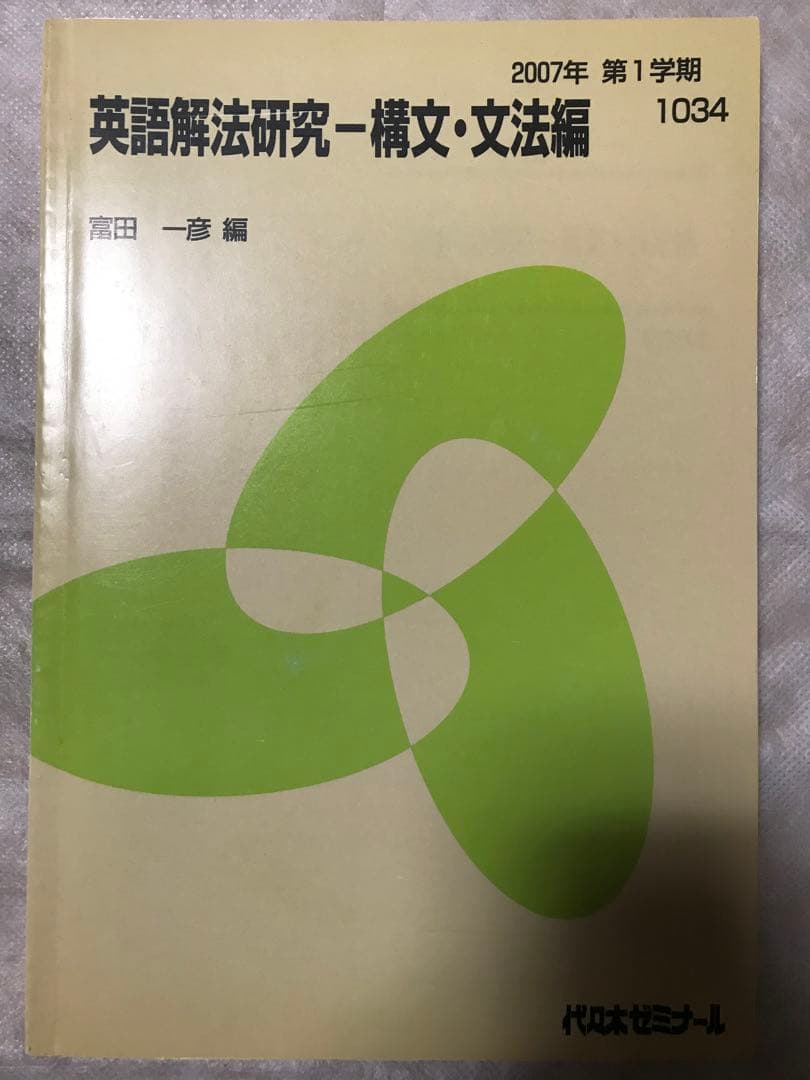 2007年 第1学期
英語解法研究－構文・文法編 1034
富田 一彦 編
代々木ゼミナール